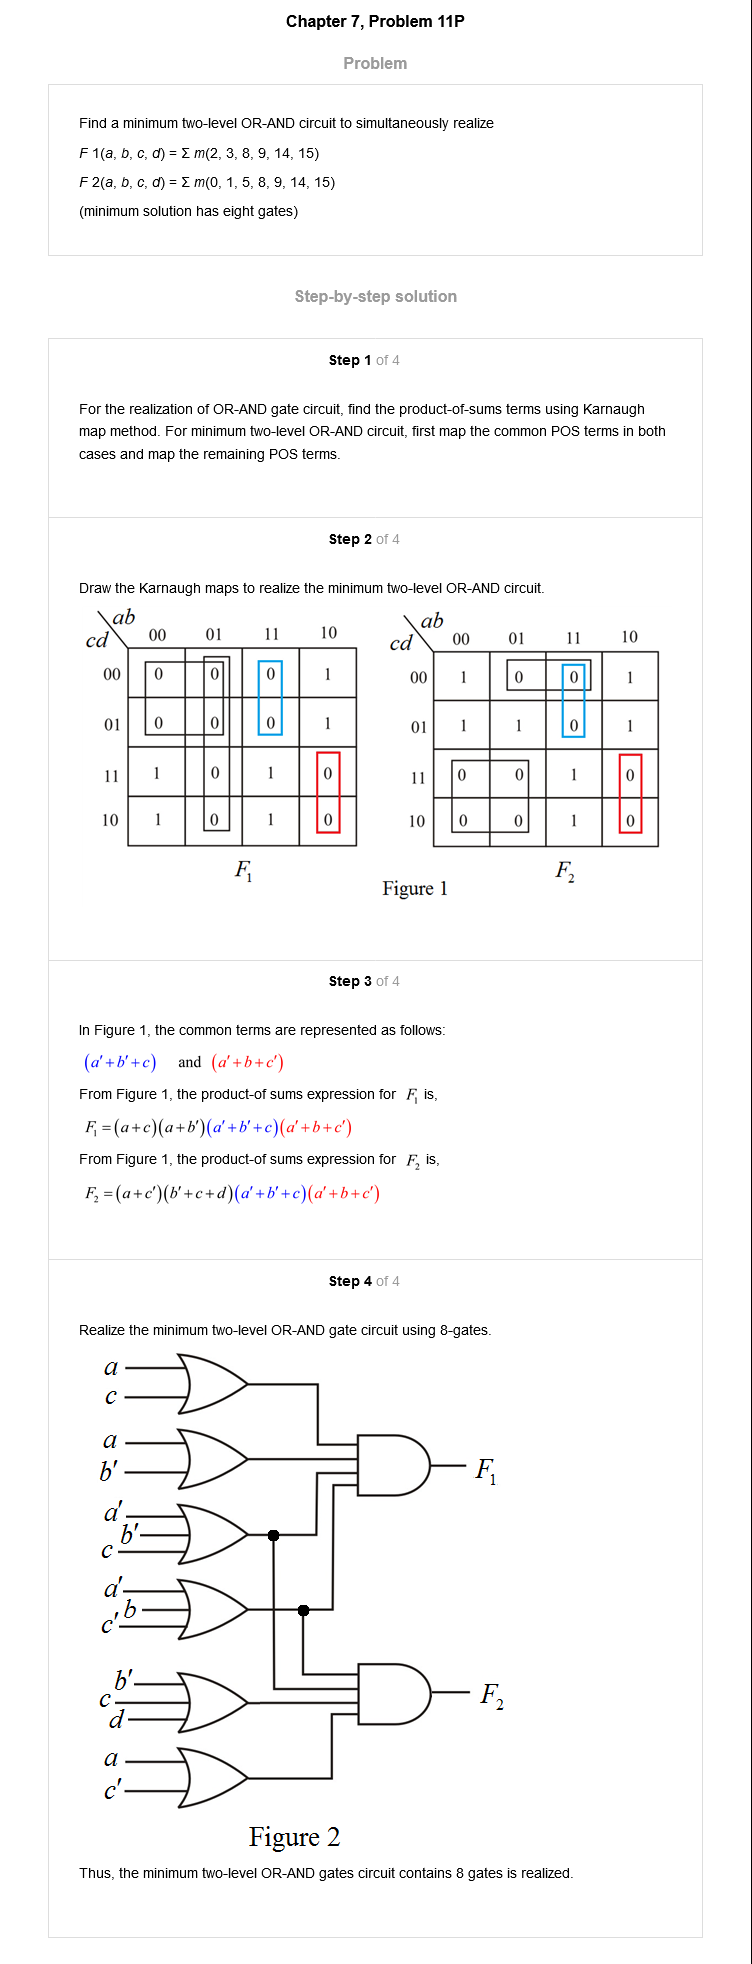 Chapter 7, Problem 11P
Problem
Find a minimum two-level OR-AND circuit to simultaneously realize
F 1(a, b, c, d) = Σ m(2, 3, 8, 9, 14, 15)
F 2(a, b, c, d) = Σ m(0, 1, 5, 8, 9, 14, 15)
(minimum solution has eight gates)
Step-by-step solution
Step 1 of 4
For the realization of OR-AND gate circuit, find the product-of-sums terms using Karnaugh
map method. For minimum two-level OR-AND circuit, first map the common POS terms in both
cases and map the remaining POS terms.
Step 2 of 4
Draw the Karnaugh maps to realize the minimum two-level OR-AND circuit.
ab
cd 00 01 11 10
00 0 0 0 1
01 0 0 0 1
11 1 0 1 0
10 1 0 1 0
F₁
ab
cd 00 01 11 10
00 1 0 0 1
01 1 1 0 1
11 0 0 1 0
10 0 0 1 0
F₂
Figure 1
Step 3 of 4
In Figure 1, the common terms are represented as follows:
(a'+b'+c) and (a'+b+c')
From Figure 1, the product-of sums expression for F₁ is,
F₁=(a+c)(a+b')(a'+b'+c)(a'+b+c')
From Figure 1, the product-of sums expression for F₂ is,
F₂=(a+c')(b'+c+d)(a'+b'+c)(a'+b+c')
Step 4 of 4
Realize the minimum two-level OR-AND gate circuit using 8-gates.
a
c
a
b'
F₁
a'
b'
c
a'
b
c'
b'
c
d
F₂
a
c'
Figure 2
Thus, the minimum two-level OR-AND gates circuit contains 8 gates is realized.